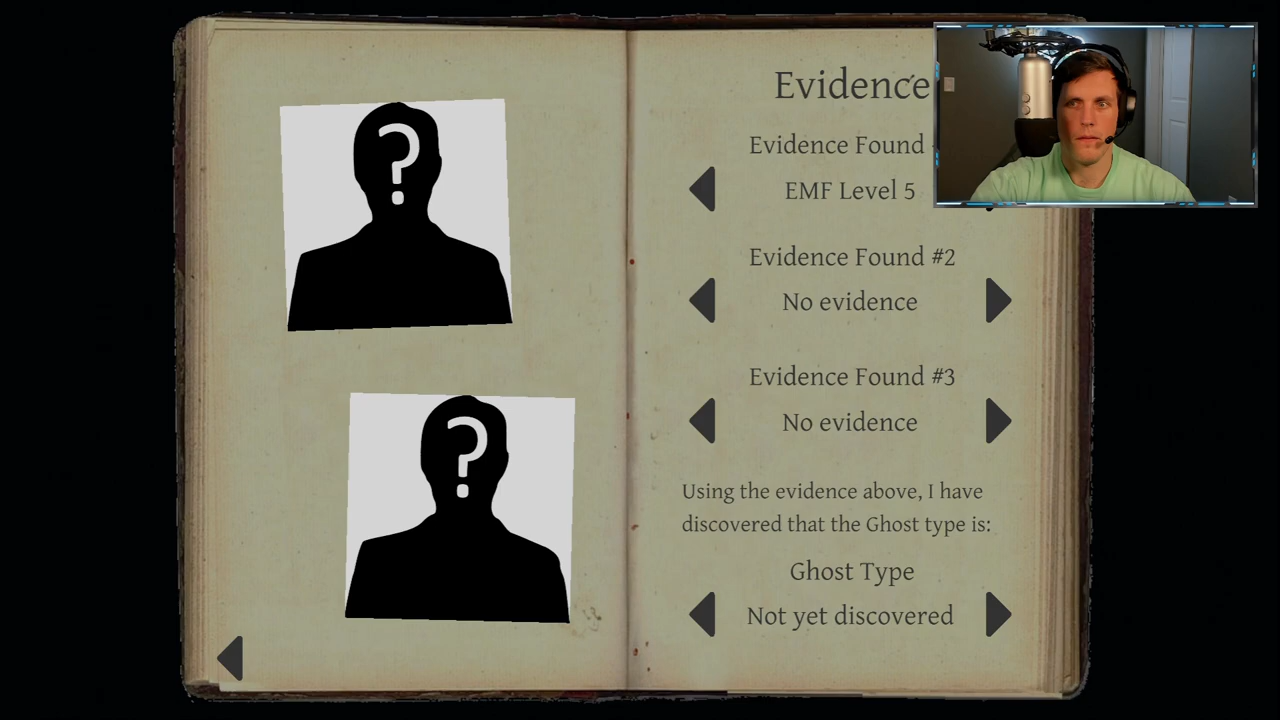 ?
?
Evidence
Evidence Found
EMF Level 5
Evidence Found #2
No evidence
Evidence Found #3
No evidence
Using the evidence above, I have
discovered that the Ghost type is:
Ghost Type
Not yet discovered